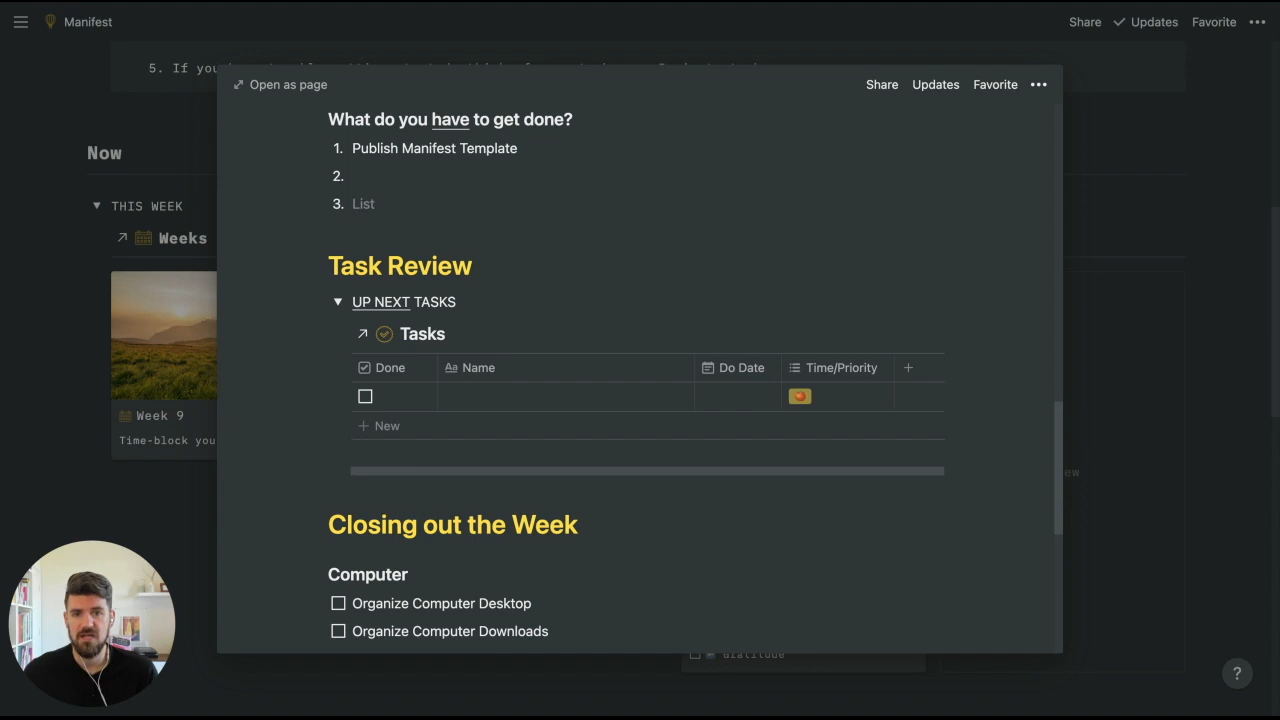 Manifest
Share Updates Favorite
5. If you
Open as page
Share Updates Favorite
What do you have to get done?
1. Publish Manifest Template
2.
3. List
Now
THIS WEEK
Weeks
Week 9
Time-block you
Task Review
UP NEXT TASKS
Tasks
Done Aa Name Do Date Time/Priority +
+ New
Closing out the Week
Computer
Organize Computer Desktop
Organize Computer Downloads
Gratitude
?